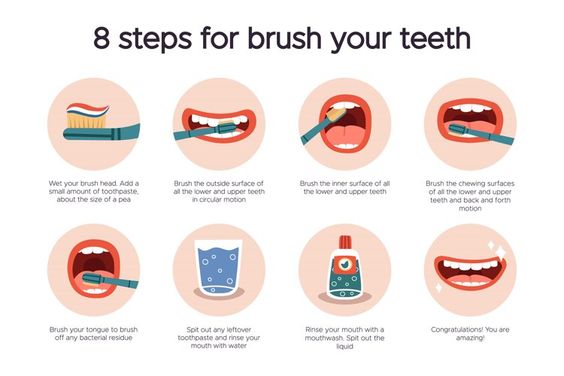 8 steps for brush your teeth
Wet your brush head. Add a
small amount of toothpaste,
about the size of a pea
Brush the outside surface of
all the lower and upper teeth
in circular motion
Brush the inner surface of all
the lower and upper teeth
Brush the chewing surfaces
of all the lower and upper
teeth and back and forth
motion
Brush your tongue to brush
off any bacterial residue
Spit out any leftover
toothpaste and rinse your
mouth with water
Rinse your mouth with a
mouthwash. Spit out the
liquid
Congratulations! You are
amazing!